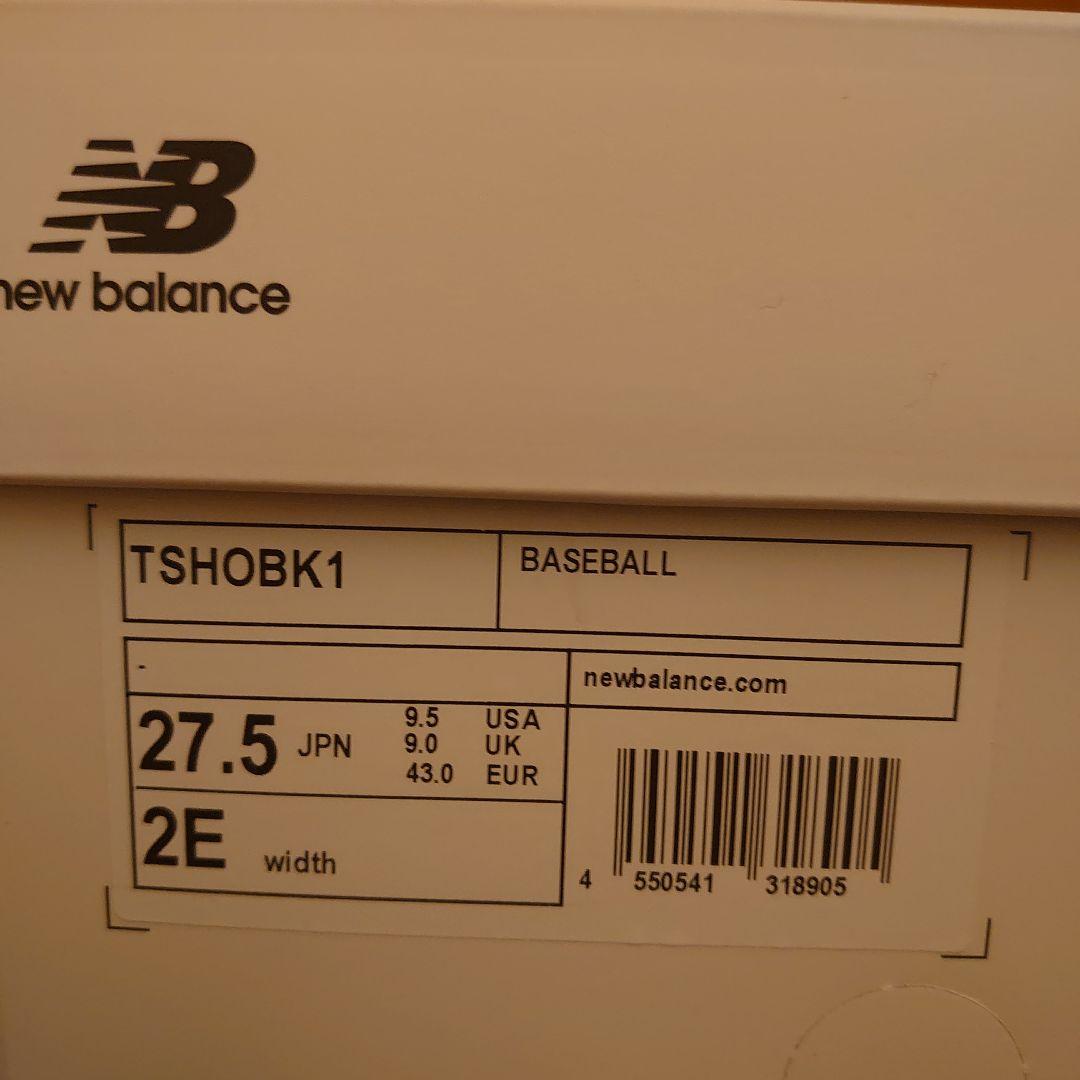 NB
new balance
TSHOBK1
BASEBALL
-
newbalance.com
27.5 JPN
9.5 USA
9.0 UK
43.0 EUR
2E width
4 550541 318905